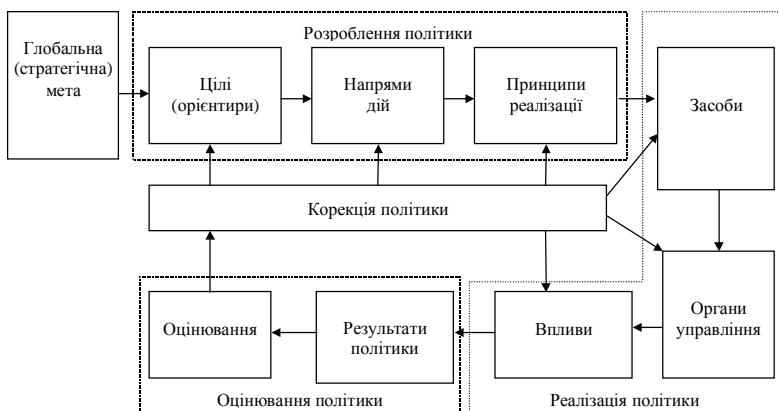 Розроблення політики
Глобальна
(стратегічна)
мета
Цілі
(орієнтири)
Напрями
дій
Принципи
реалізації
Засоби
Корекція політики
Оцінювання
Результати
політики
Впливи
Органи
управління
Оцінювання політики
Реалізація політики